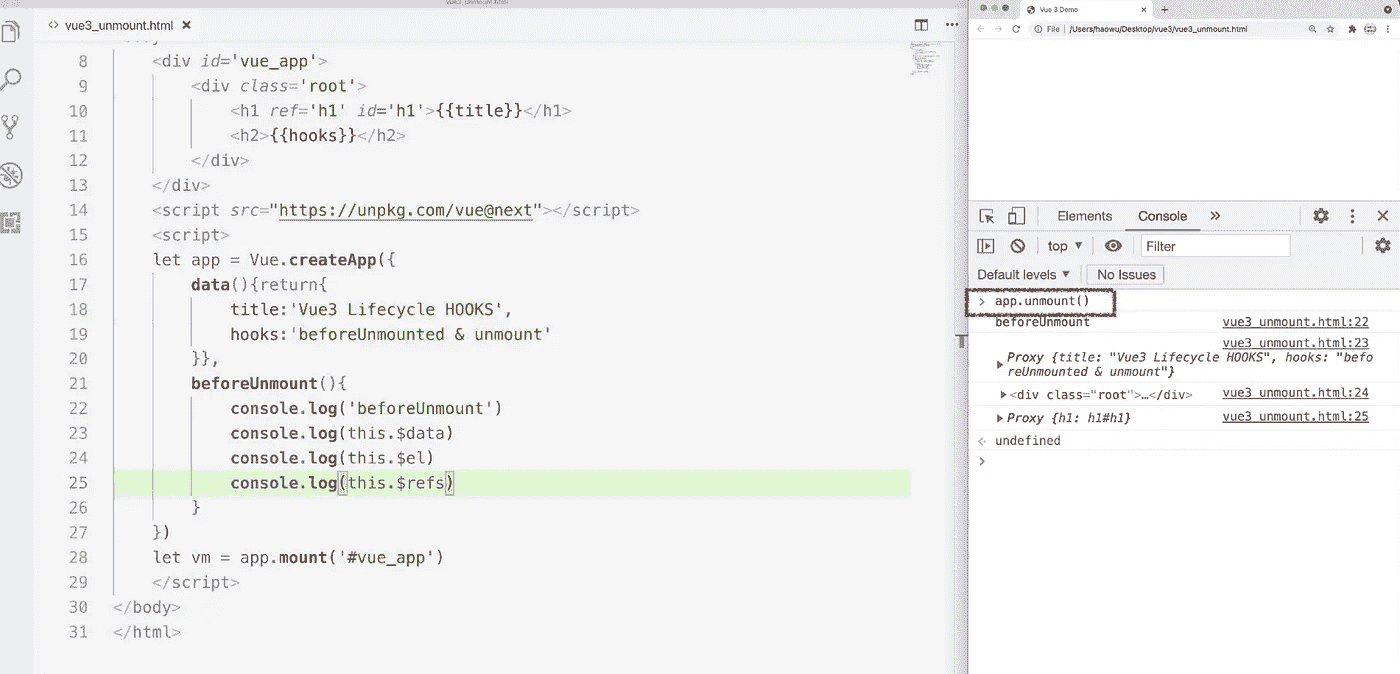 vue3_unmount.html
<> vue3_unmount.html ×
8 <div id='vue_app'>
9 <div class='root'>
10 <h1 ref='h1' id='h1'>{{title}}</h1>
11 <h2>{{hooks}}</h2>
12 </div>
13 </div>
14 <script src="https://unpkg.com/vue@next"></script>
15 <script>
16 let app = Vue.createApp({
17 data(){return{
18 title:'Vue3 Lifecycle HOOKS',
19 hooks:'beforeUnmounted & unmount'
20 }},
21 beforeUnmount(){
22 console.log('beforeUnmount')
23 console.log(this.$data)
24 console.log(this.$el)
25 console.log(this.$refs)
26 }
27 })
28 let vm = app.mount('#vue_app')
29 </script>
30 </body>
31 </html>
Vue 3 Demo
File | /Users/haowu/Desktop/vue3/vue3_unmount.html
Elements Console »
top ▼ Filter
Default levels ▼ No Issues
> app.unmount()
beforeUnmount vue3_unmount.html:22
vue3_unmount.html:23
▶ Proxy {title: "Vue3 Lifecycle HOOKS", hooks: "befo
reUnmounted & unmount"}
▶ <div class="root">…</div> vue3_unmount.html:24
▶ Proxy {h1: h1#h1} vue3_unmount.html:25
undefined
>